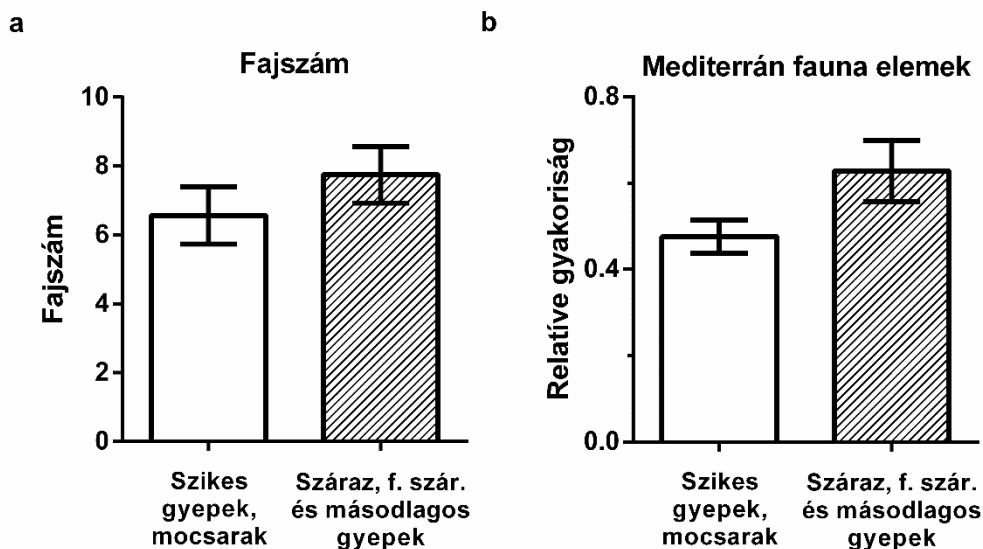 a
Fajszám
10
8
6
4
2
0
Fajszám
Szikes
gyepek,
mocsarak
Száraz, f. szár.
és másodlagos
gyepek
b
Mediterrán fauna elemek
0.8
0.4
0.0
Relatíve gyakoriság
Szikes
gyepek,
mocsarak
Száraz, f. szár.
és másodlagos
gyepek